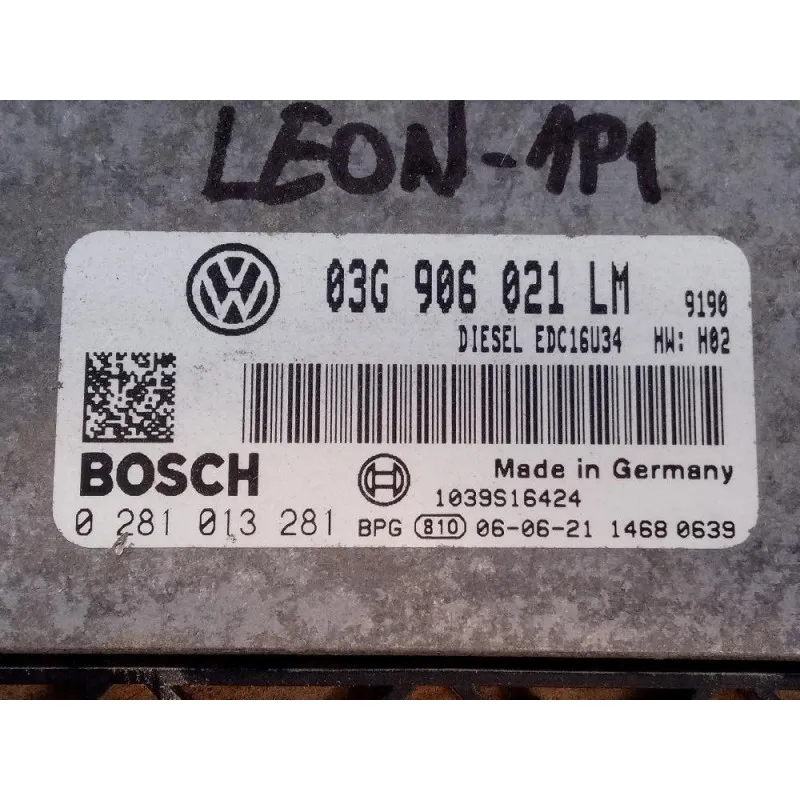 LEON-1P1
03G 906 021 LM 9190
DIESEL EDC16U34 HW: H02
BOSCH
Made in Germany
1039S16424
0 281 013 281 BPG 810 06-06-21 1468 0639